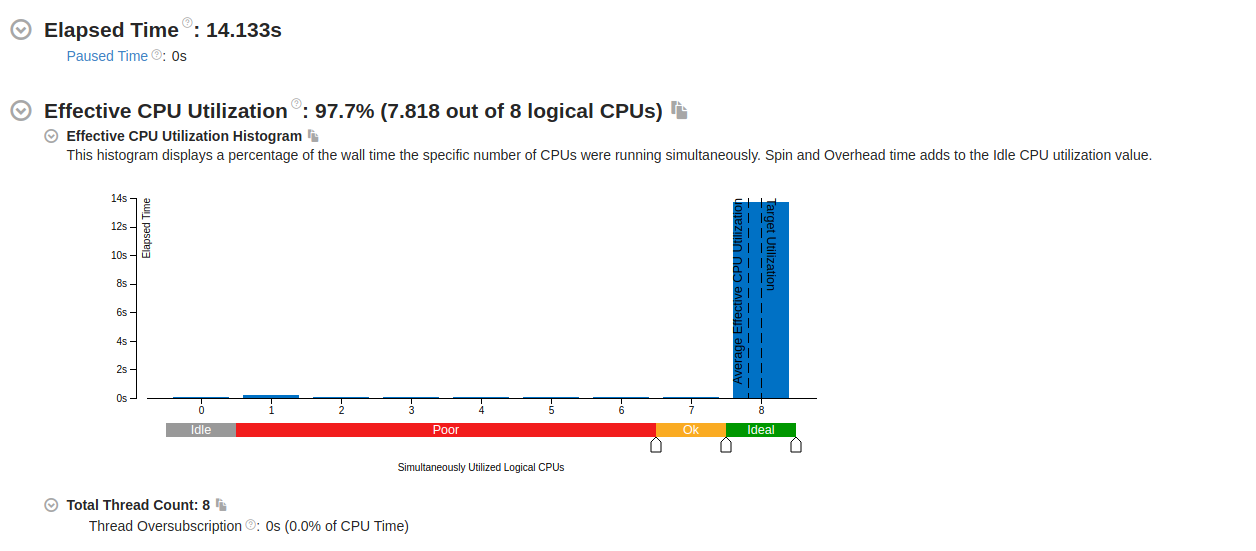 Elapsed Time ?: 14.133s
Paused Time ?: 0s
Effective CPU Utilization ?: 97.7% (7.818 out of 8 logical CPUs)
Effective CPU Utilization Histogram
This histogram displays a percentage of the wall time the specific number of CPUs were running simultaneously. Spin and Overhead time adds to the Idle CPU utilization value.
14s
12s
10s
8s
6s
4s
2s
0s
Elapsed Time
Average Effective CPU Utilization
Target Utilization
0 1 2 3 4 5 6 7 8
Idle Poor Ok Ideal
Simultaneously Utilized Logical CPUs
Total Thread Count: 8
Thread Oversubscription ?: 0s (0.0% of CPU Time)